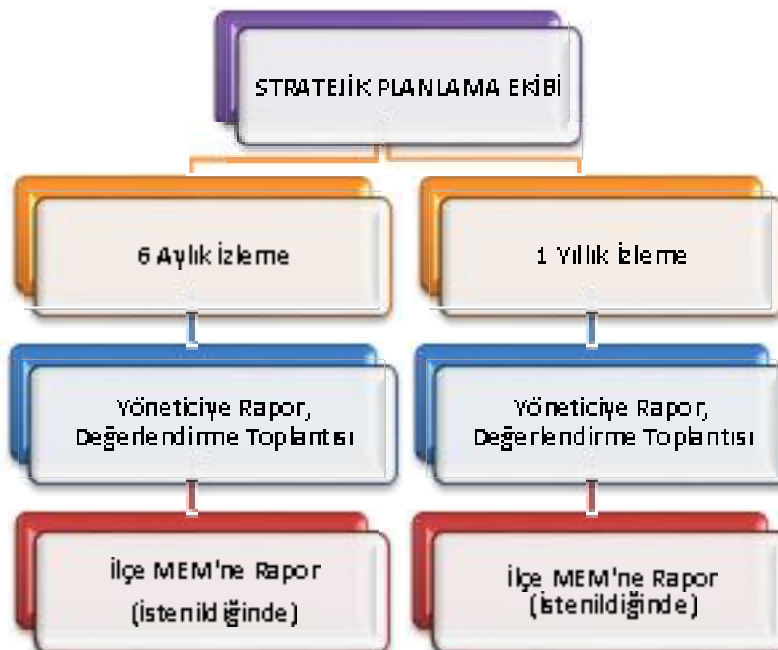 STRATEJİK PLANLAMA EKİBİ
6 Aylık İzleme
1 Yıllık İzleme
Yöneticiye Rapor,
Değerlendirme Toplantısı
Yöneticiye Rapor,
Değerlendirme Toplantısı
İlçe MEM'ne Rapor
(İstenildiğinde)
İlçe MEM'ne Rapor
(İstenildiğinde)